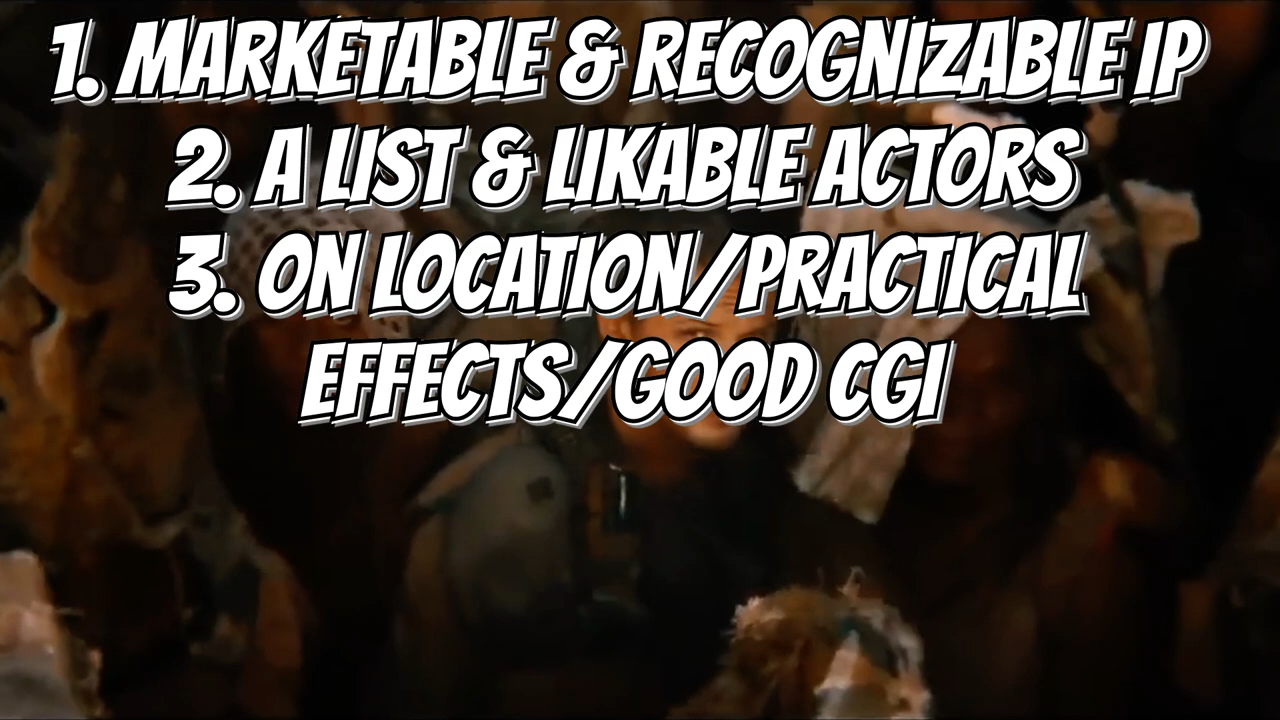 1. MARKETABLE & RECOGNIZABLE IP
2. A LIST & LIKABLE ACTORS
3. ON LOCATION/PRACTICAL
EFFECTS/GOOD CGI